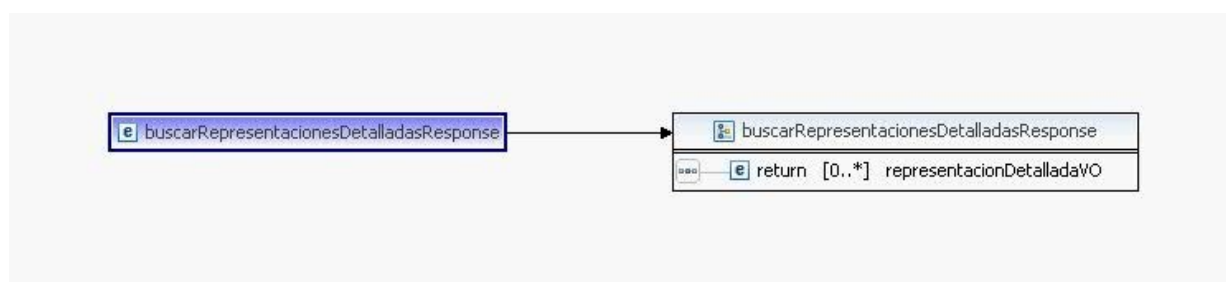 e buscarRepresentacionesDetalladasResponse
buscarRepresentacionesDetalladasResponse
e return [0..*] representacionDetalladaVO